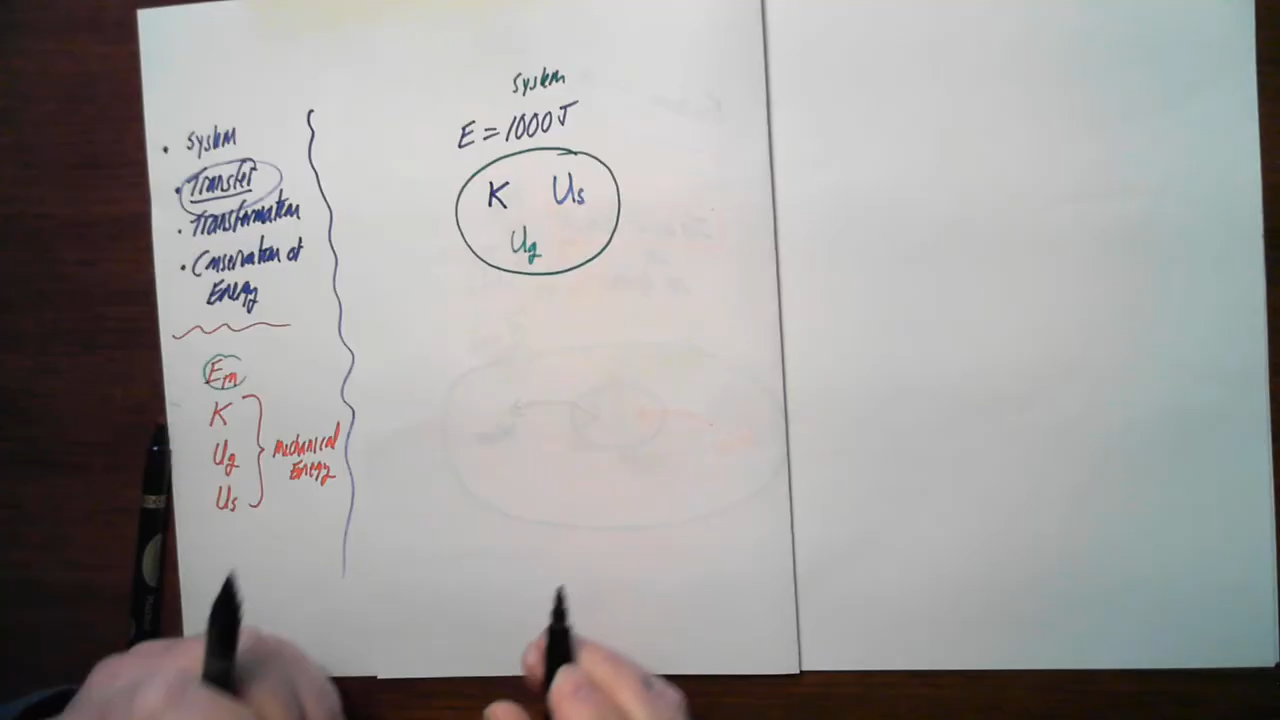 • System
• Transfer
• Transformation
• Conservation of
Energy
Em
K
Ug
Us
Mechanical
Energy
System
E = 1000 J
K Us
Ug